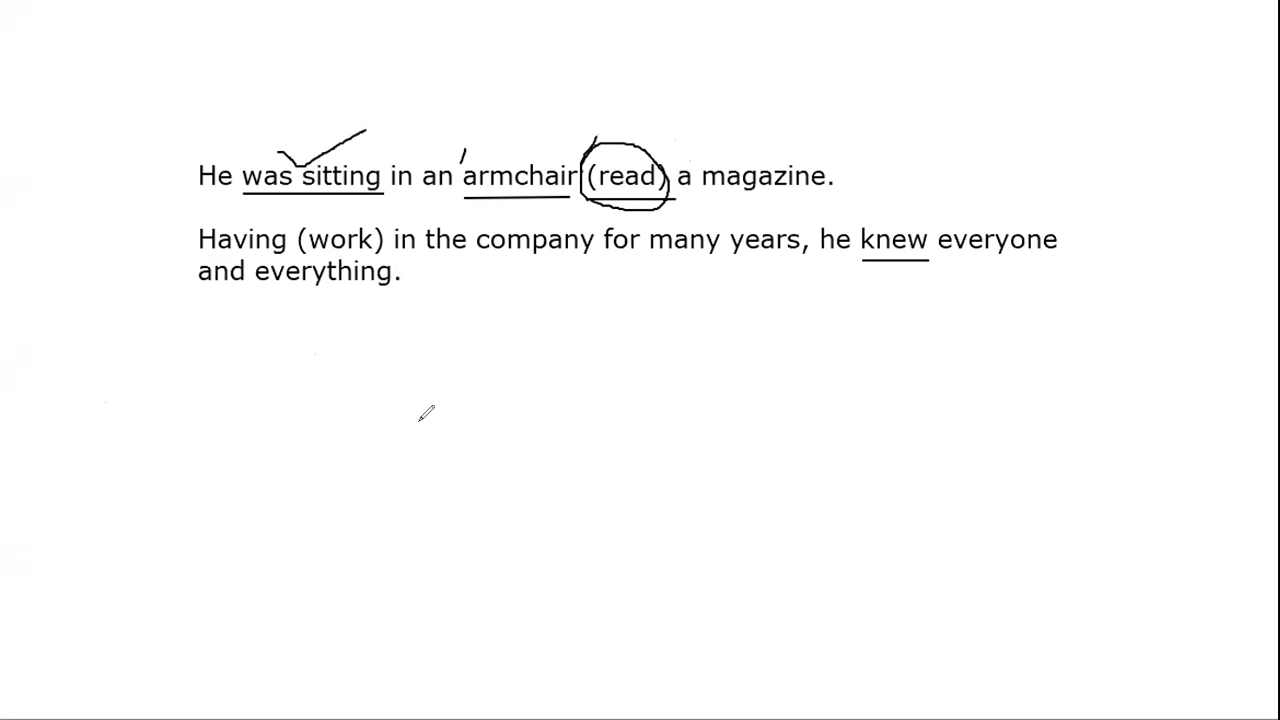 He was sitting in an armchair (read) a magazine.
Having (work) in the company for many years, he knew everyone
and everything.